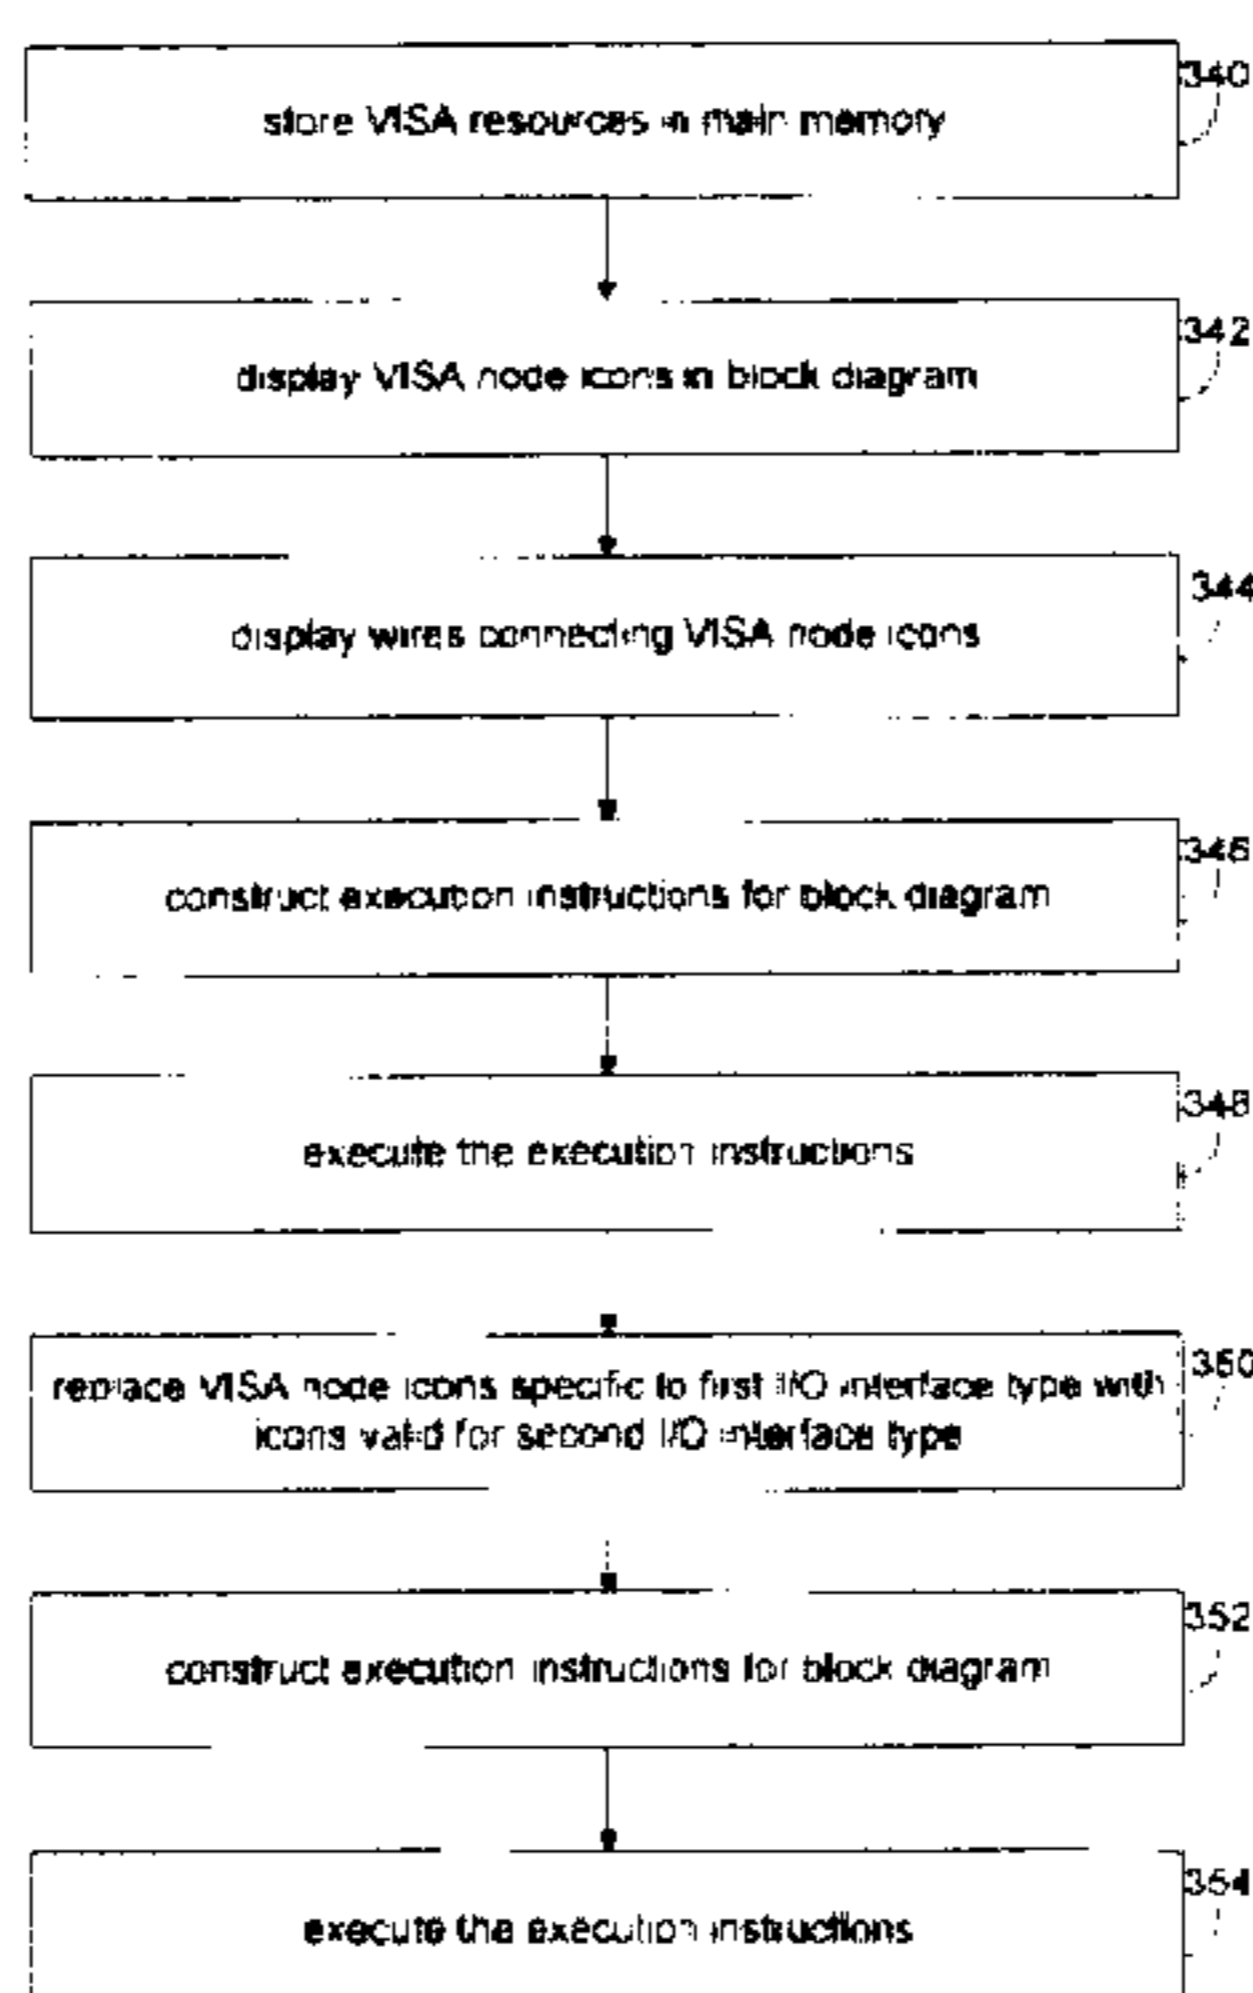 340
store VISA resources in main memory
342
display VISA node icons in block diagram
344
display wires connecting VISA node icons
346
construct execution instructions for block diagram
348
execute the execution instructions
350
replace VISA node icons specific to first I/O interface type with
icons valid for second I/O interface type
352
construct execution instructions for block diagram
354
execute the execution instructions